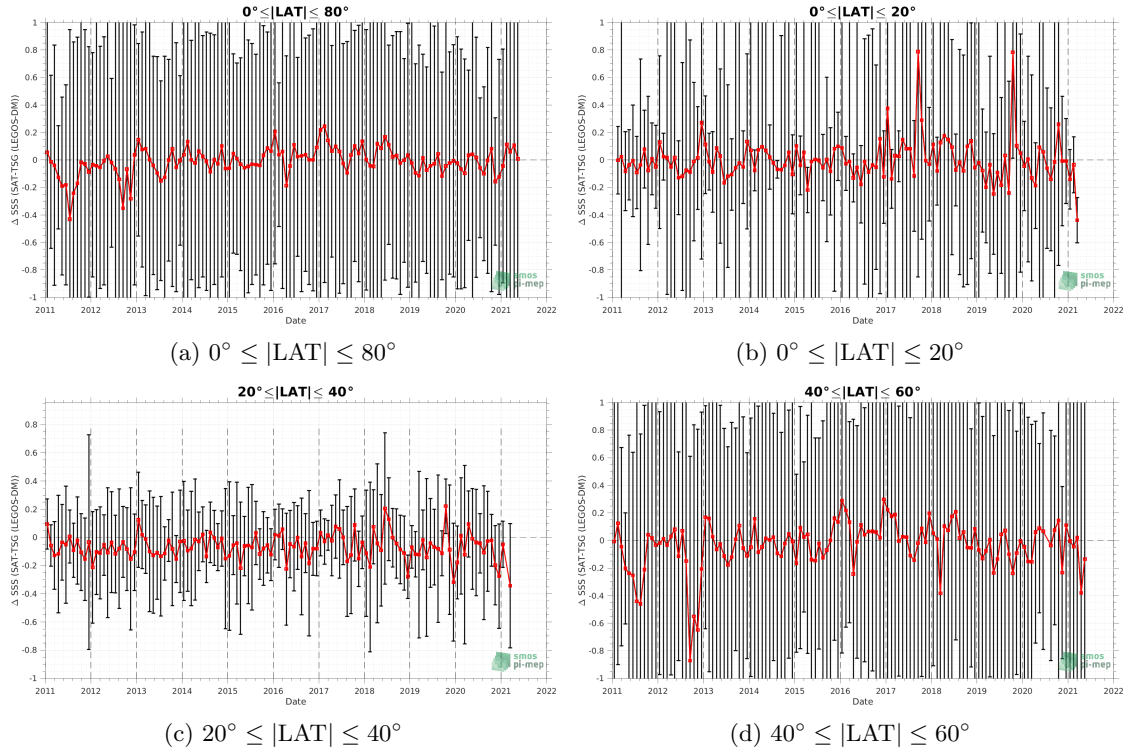 0°≤|LAT|≤ 80°
Δ SSS (SAT-TSG (LEGOS-DM))
1
0.8
0.6
0.4
0.2
0
-0.2
-0.4
-0.6
-0.8
-1
2011 2012 2013 2014 2015 2016 2017 2018 2019 2020 2021 2022
Date
smos
pi-mep
(a) 0° ≤ |LAT| ≤ 80°
0°≤|LAT|≤ 20°
Δ SSS (SAT-TSG (LEGOS-DM))
1
0.8
0.6
0.4
0.2
0
-0.2
-0.4
-0.6
-0.8
-1
2011 2012 2013 2014 2015 2016 2017 2018 2019 2020 2021 2022
Date
smos
pi-mep
(b) 0° ≤ |LAT| ≤ 20°
20°≤|LAT|≤ 40°
Δ SSS (SAT-TSG (LEGOS-DM))
0.8
0.6
0.4
0.2
0
-0.2
-0.4
-0.6
-0.8
-1
2011 2012 2013 2014 2015 2016 2017 2018 2019 2020 2021 2022
Date
smos
pi-mep
(c) 20° ≤ |LAT| ≤ 40°
40°≤|LAT|≤ 60°
Δ SSS (SAT-TSG (LEGOS-DM))
1
0.8
0.6
0.4
0.2
0
-0.2
-0.4
-0.6
-0.8
-1
2011 2012 2013 2014 2015 2016 2017 2018 2019 2020 2021 2022
Date
smos
pi-mep
(d) 40° ≤ |LAT| ≤ 60°